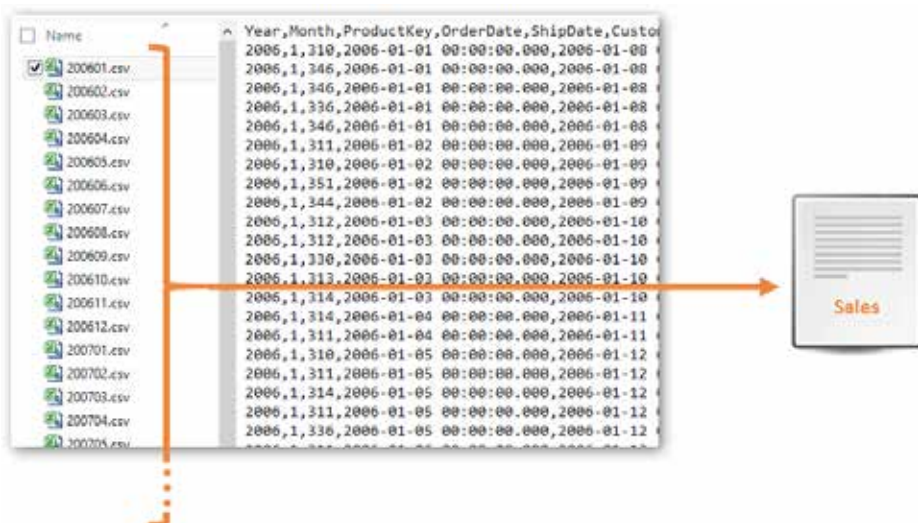 Name
200601.csv
200602.csv
200603.csv
200604.csv
200605.csv
200606.csv
200607.csv
200608.csv
200609.csv
200610.csv
200611.csv
200612.csv
200701.csv
200702.csv
200703.csv
200704.csv
200705.csv
Year,Month,ProductKey,OrderDate,ShipDate,Custo
2006,1,310,2006-01-01 00:00:00.000,2006-01-08
2006,1,346,2006-01-01 00:00:00.000,2006-01-08
2006,1,346,2006-01-01 00:00:00.000,2006-01-08
2006,1,336,2006-01-01 00:00:00.000,2006-01-08
2006,1,346,2006-01-01 00:00:00.000,2006-01-08
2006,1,311,2006-01-02 00:00:00.000,2006-01-09
2006,1,310,2006-01-02 00:00:00.000,2006-01-09
2006,1,351,2006-01-02 00:00:00.000,2006-01-09
2006,1,344,2006-01-02 00:00:00.000,2006-01-09
2006,1,312,2006-01-03 00:00:00.000,2006-01-10
2006,1,312,2006-01-03 00:00:00.000,2006-01-10
2006,1,330,2006-01-03 00:00:00.000,2006-01-10
2006,1,313,2006-01-03 00:00:00.000,2006-01-10
2006,1,314,2006-01-03 00:00:00.000,2006-01-10
2006,1,314,2006-01-04 00:00:00.000,2006-01-11
2006,1,311,2006-01-04 00:00:00.000,2006-01-11
2006,1,310,2006-01-05 00:00:00.000,2006-01-12
2006,1,311,2006-01-05 00:00:00.000,2006-01-12
2006,1,314,2006-01-05 00:00:00.000,2006-01-12
2006,1,311,2006-01-05 00:00:00.000,2006-01-12
2006,1,336,2006-01-05 00:00:00.000,2006-01-12
Sales